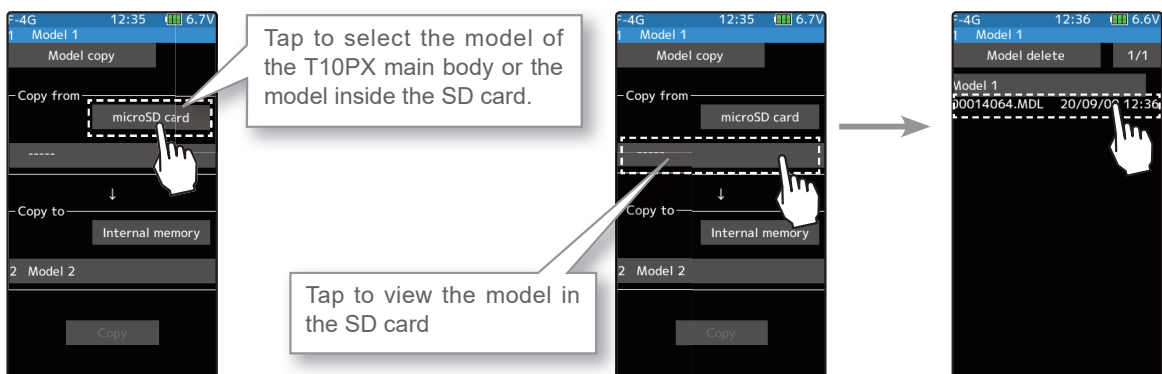 F-4G 12:35 6.7V
1 Model 1
Model copy
Copy from
microSD card
-----
↓
Copy to
Internal memory
2 Model 2
Copy
Tap to select the model of
the T10PX main body or the
model inside the SD card.
F-4G 12:35 6.7V
1 Model 1
Model copy
Copy from
microSD card
-----
↓
Copy to
Internal memory
2 Model 2
Copy
Tap to view the model in
the SD card
F-4G 12:36 6.6V
1 Model 1
Model delete 1/1
Model 1
00014064.MDL 20/09/ 12:36